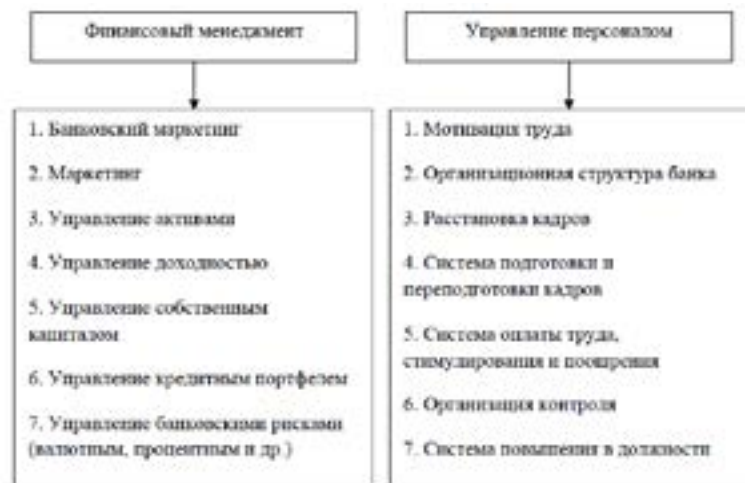 Финансовый менеджмент
1. Банковский маркетинг
2. Маркетинг
3. Управление активами
4. Управление доходностью
5. Управление собственным
капиталом
6. Управление кредитным портфелем
7. Управление банковскими рисками
(валютным, процентным и др.)
Управление персоналом
1. Мотивация труда
2. Организационная структура банка
3. Расстановка кадров
4. Система подготовки и
переподготовки кадров
5. Система оплаты труда,
стимулирования и поощрения
6. Организация контроля
7. Система повышения в должности